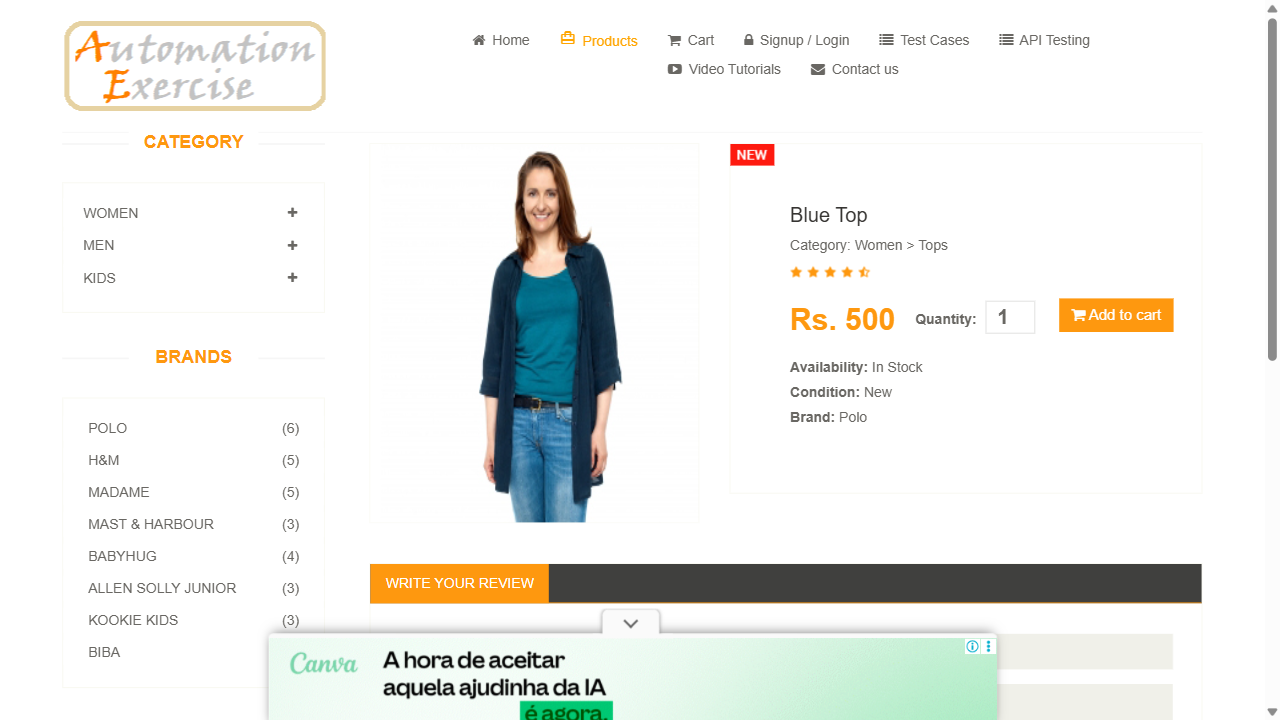 Automation
Exercise
Home
Products
Cart
Signup / Login
Test Cases
API Testing
Video Tutorials
Contact us
CATEGORY
WOMEN
MEN
KIDS
BRANDS
POLO (6)
H&M (5)
MADAME (5)
MAST & HARBOUR (3)
BABYHUG (4)
ALLEN SOLLY JUNIOR (3)
KOOKIE KIDS (3)
BIBA
NEW
Blue Top
Category: Women > Tops
Rs. 500
Quantity: 1
Add to cart
Availability: In Stock
Condition: New
Brand: Polo
WRITE YOUR REVIEW
Canva
A hora de aceitar
aquela ajudinha da IA
é agora.